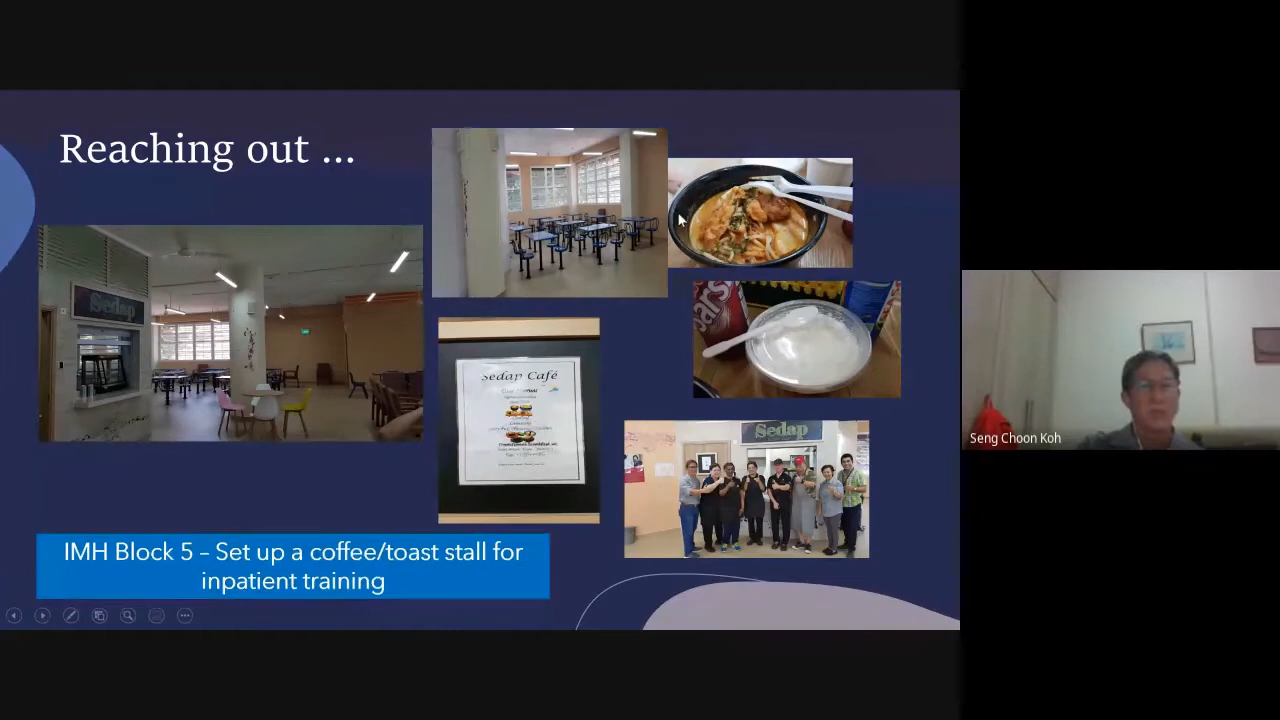 Reaching out ...
Sedap
Sedap Café
Sedap
IMH Block 5 – Set up a coffee/toast stall for
inpatient training
Seng Choon Koh